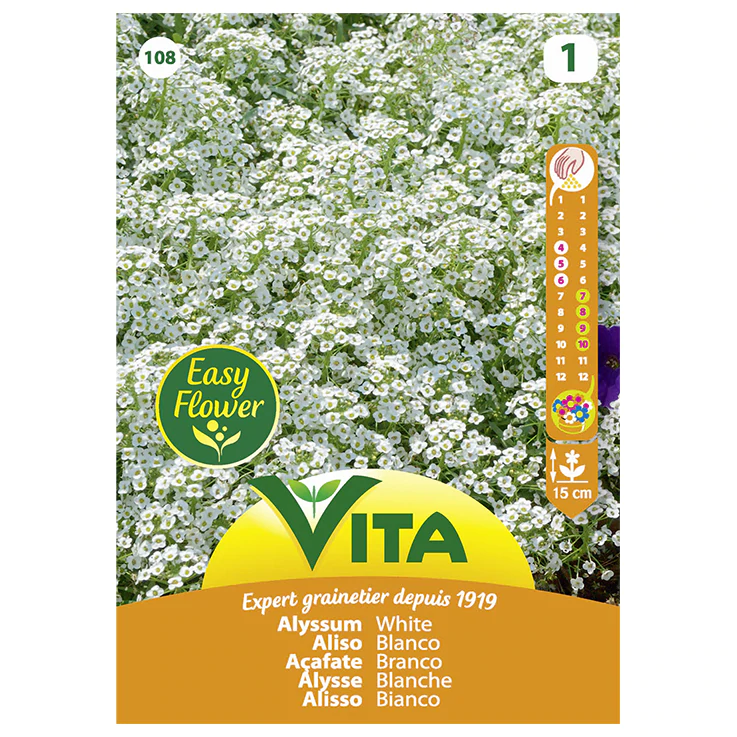 108
1
1 1
2 2
3 3
4 4
5 5
6 6
7 7
8 8
9 9
10 10
11 11
12 12
15 cm
Easy
Flower
VITA
Expert grainetier depuis 1919
Alyssum White
Aliso Blanco
Açafate Branco
Alysse Blanche
Alisso Bianco